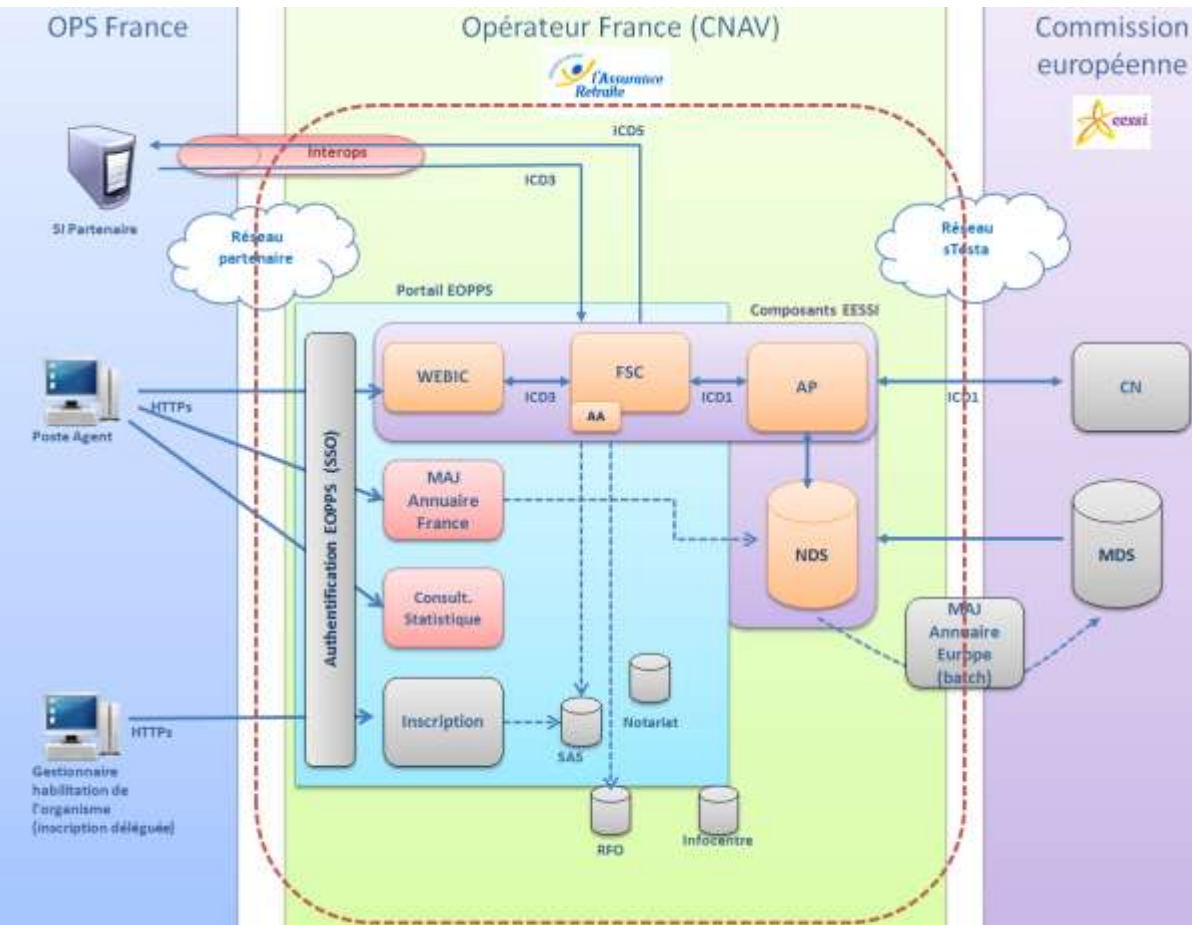 OPS France
Opérateur France (CNAV)
Commission
européenne
l'Assurance
Retraite
eessi
ICD5
Interops
ICD3
SI Partenaire
Réseau
partenaire
Réseau
sTesta
Portail EOPPS
Composants EESSI
WEBIC
FSC
AP
CN
ICD3
AA
ICD1
ICD1
HTTPs
Poste Agent
Authentification EOPPS (SSO)
MAJ
Annuaire
France
NDS
MDS
Consult.
Statistique
MAJ
Annuaire
Europe
(batch)
Inscription
Notariat
SAS
HTTPs
Gestionnaire
habilitation de
l'organisme
(inscription déléguée)
RFO
Infocentre